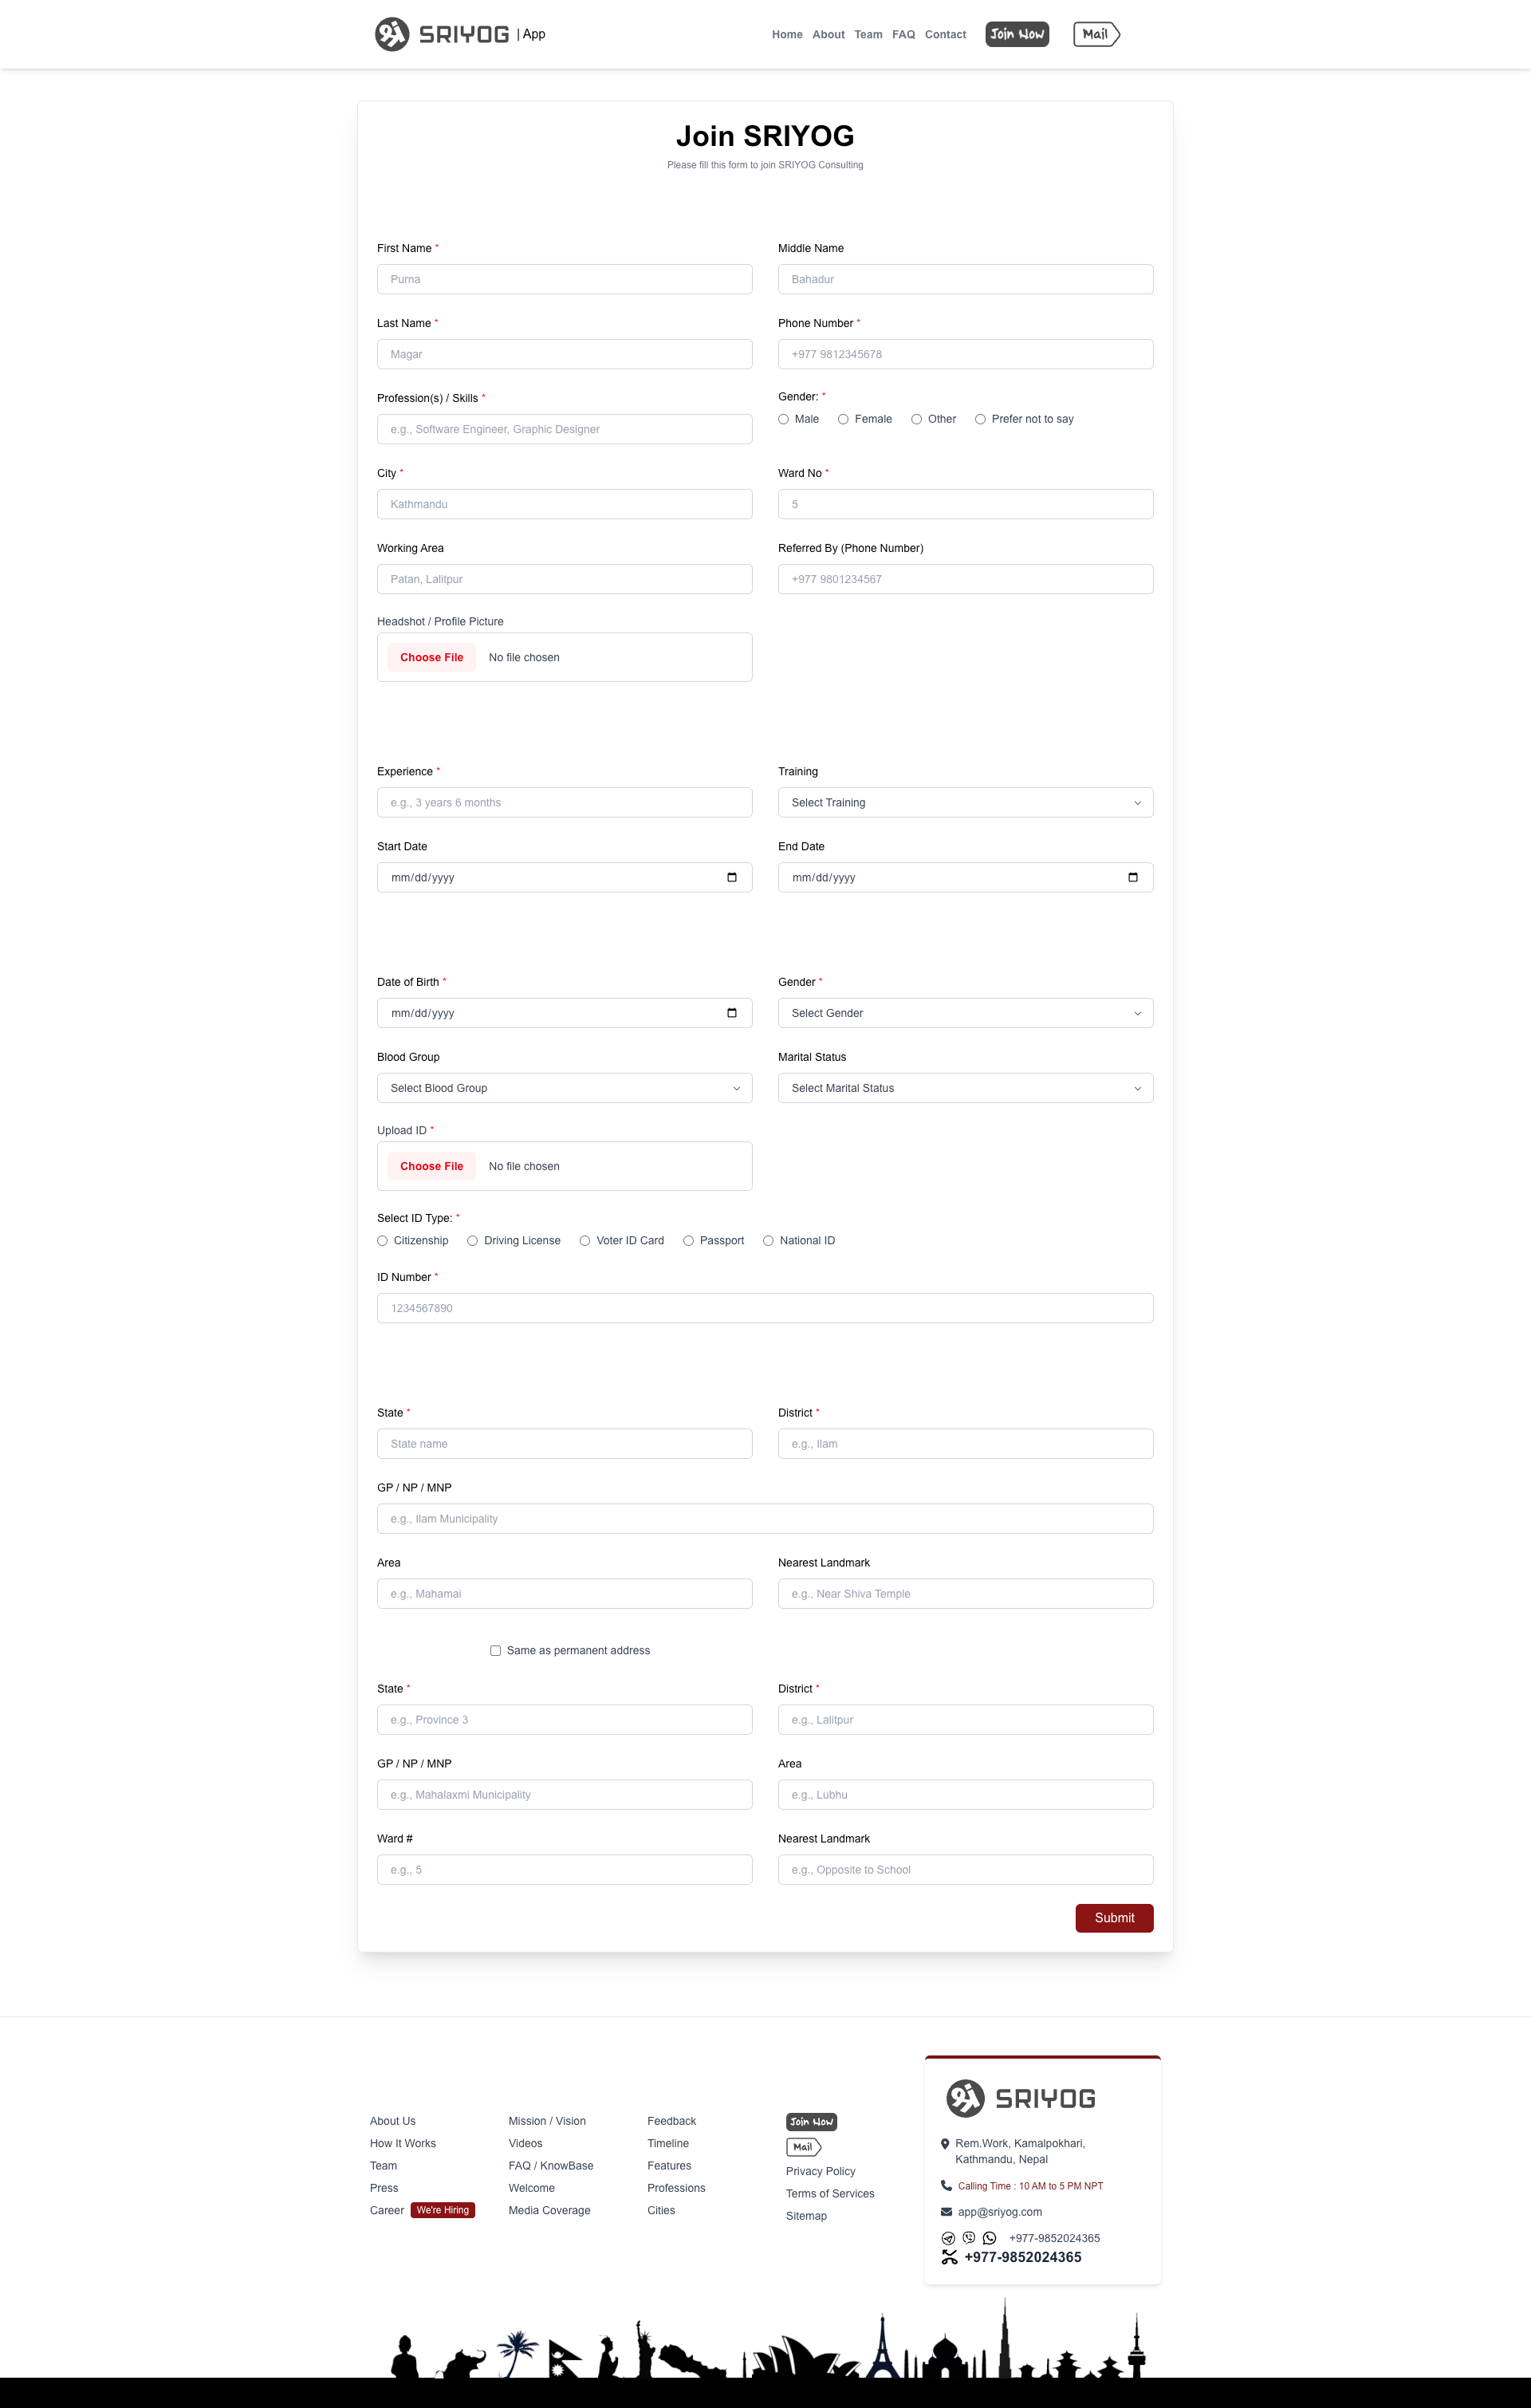 SRIYOG | App
Home About Team FAQ Contact Join Now Mail
Join SRIYOG
Please fill this form to join SRIYOG Consulting
First Name * Middle Name
Purna Bahadur
Last Name * Phone Number *
Magar +977 9812345678
Profession(s) / Skills * Gender: *
e.g., Software Engineer, Graphic Designer Male Female Other Prefer not to say
City * Ward No *
Kathmandu 5
Working Area Referred By (Phone Number)
Patan, Lalitpur +977 9801234567
Headshot / Profile Picture
Choose File No file chosen
Experience * Training
e.g., 3 years 6 months Select Training
Start Date End Date
mm/dd/yyyy mm/dd/yyyy
Date of Birth * Gender *
mm/dd/yyyy Select Gender
Blood Group Marital Status
Select Blood Group Select Marital Status
Upload ID *
Choose File No file chosen
Select ID Type: *
Citizenship Driving License Voter ID Card Passport National ID
ID Number *
1234567890
State * District *
State name e.g., Ilam
GP / NP / MNP
e.g., Ilam Municipality
Area Nearest Landmark
e.g., Mahamai e.g., Near Shiva Temple
Same as permanent address
State * District *
e.g., Province 3 e.g., Lalitpur
GP / NP / MNP Area
e.g., Mahalaxmi Municipality e.g., Lubhu
Ward # Nearest Landmark
e.g., 5 e.g., Opposite to School
Submit
About Us
How It Works
Team
Press
Career We're Hiring
Mission / Vision
Videos
FAQ / KnowBase
Welcome
Media Coverage
Feedback
Timeline
Features
Professions
Cities
Join Now
Mail
Privacy Policy
Terms of Services
Sitemap
SRIYOG
Rem.Work, Kamalpokhari,
Kathmandu, Nepal
Calling Time : 10 AM to 5 PM NPT
app@sriyog.com
+977-9852024365
+977-9852024365